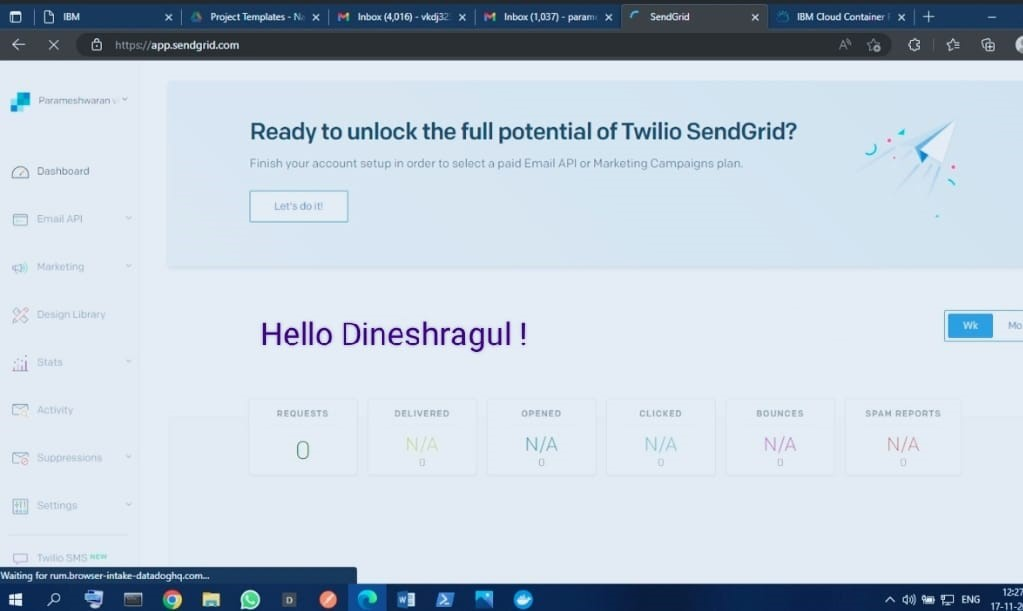 IBM
Project Templates - Na
Inbox (4,016) - vkdj32
Inbox (1,037) - param
SendGrid
IBM Cloud Container
https://app.sendgrid.com
Parameshwaran
Ready to unlock the full potential of Twilio SendGrid?
Finish your account setup in order to select a paid Email API or Marketing Campaigns plan.
Let's do it!
Dashboard
Email API
Marketing
Design Library
Stats
Activity
Suppressions
Settings
Twilio SMS NEW
Hello Dineshragul !
Wk
Mo
REQUESTS
0
DELIVERED
N/A
0
OPENED
N/A
0
CLICKED
N/A
0
BOUNCES
N/A
0
SPAM REPORTS
N/A
0
Waiting for rum.browser-intake-datadoghq.com...
ENG
12:27
17-11-2